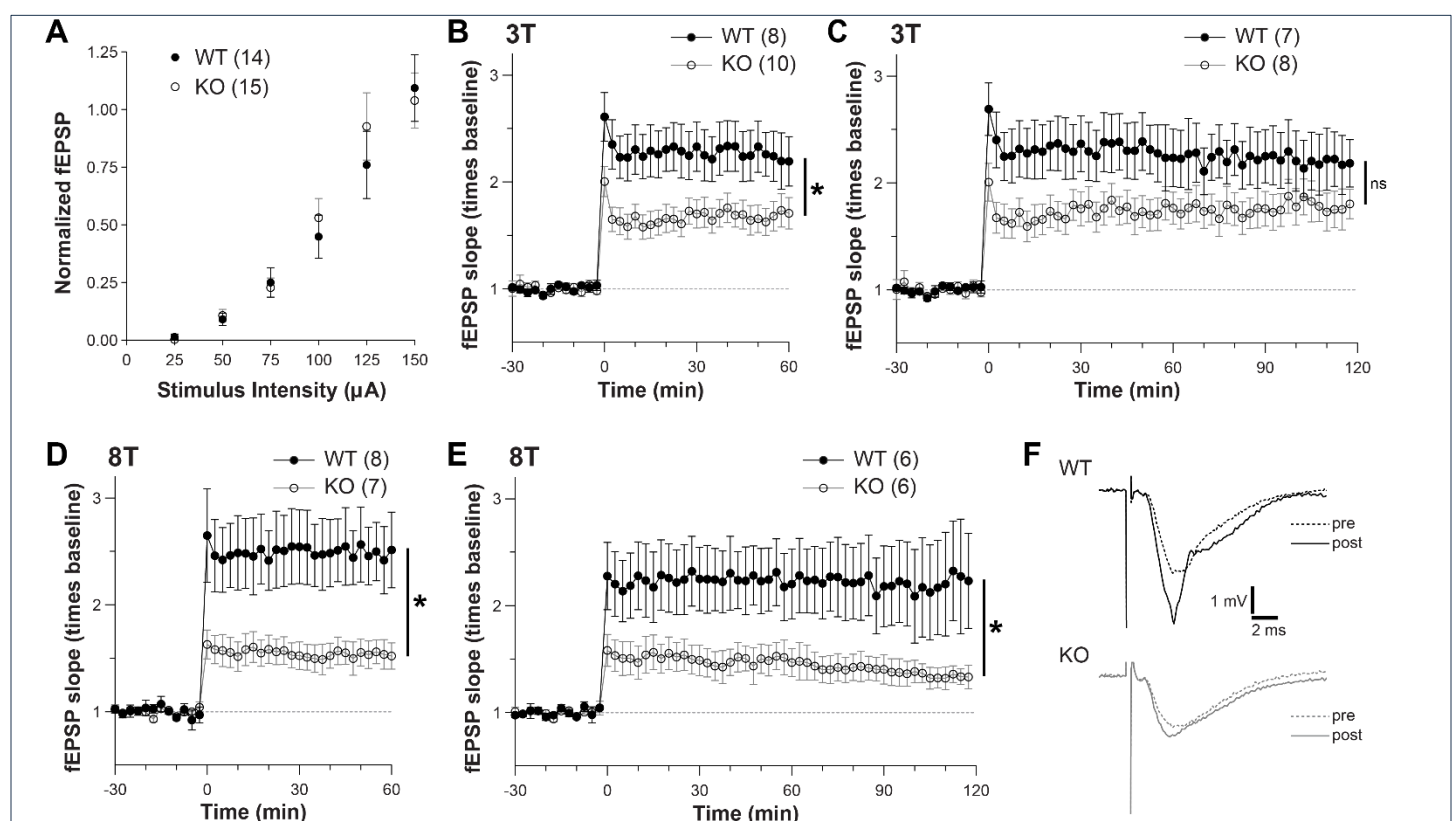 A
Normalized fEPSP
1.25
1.00
0.75
0.50
0.25
0.00
WT (14)
KO (15)
0 25 50 75 100 125 150
Stimulus Intensity (µA)
B 3T
WT (8)
KO (10)
fEPSP slope (times baseline)
3
2
1
*
-30 0 30 60
Time (min)
C 3T
WT (7)
KO (8)
fEPSP slope (times baseline)
3
2
1
ns
-30 0 30 60 90 120
Time (min)
D 8T
WT (8)
KO (7)
fEPSP slope (times baseline)
3
2
1
*
-30 0 30 60
Time (min)
E 8T
WT (6)
KO (6)
fEPSP slope (times baseline)
3
2
1
*
-30 0 30 60 90 120
Time (min)
F
WT
pre
post
1 mV
2 ms
KO
pre
post